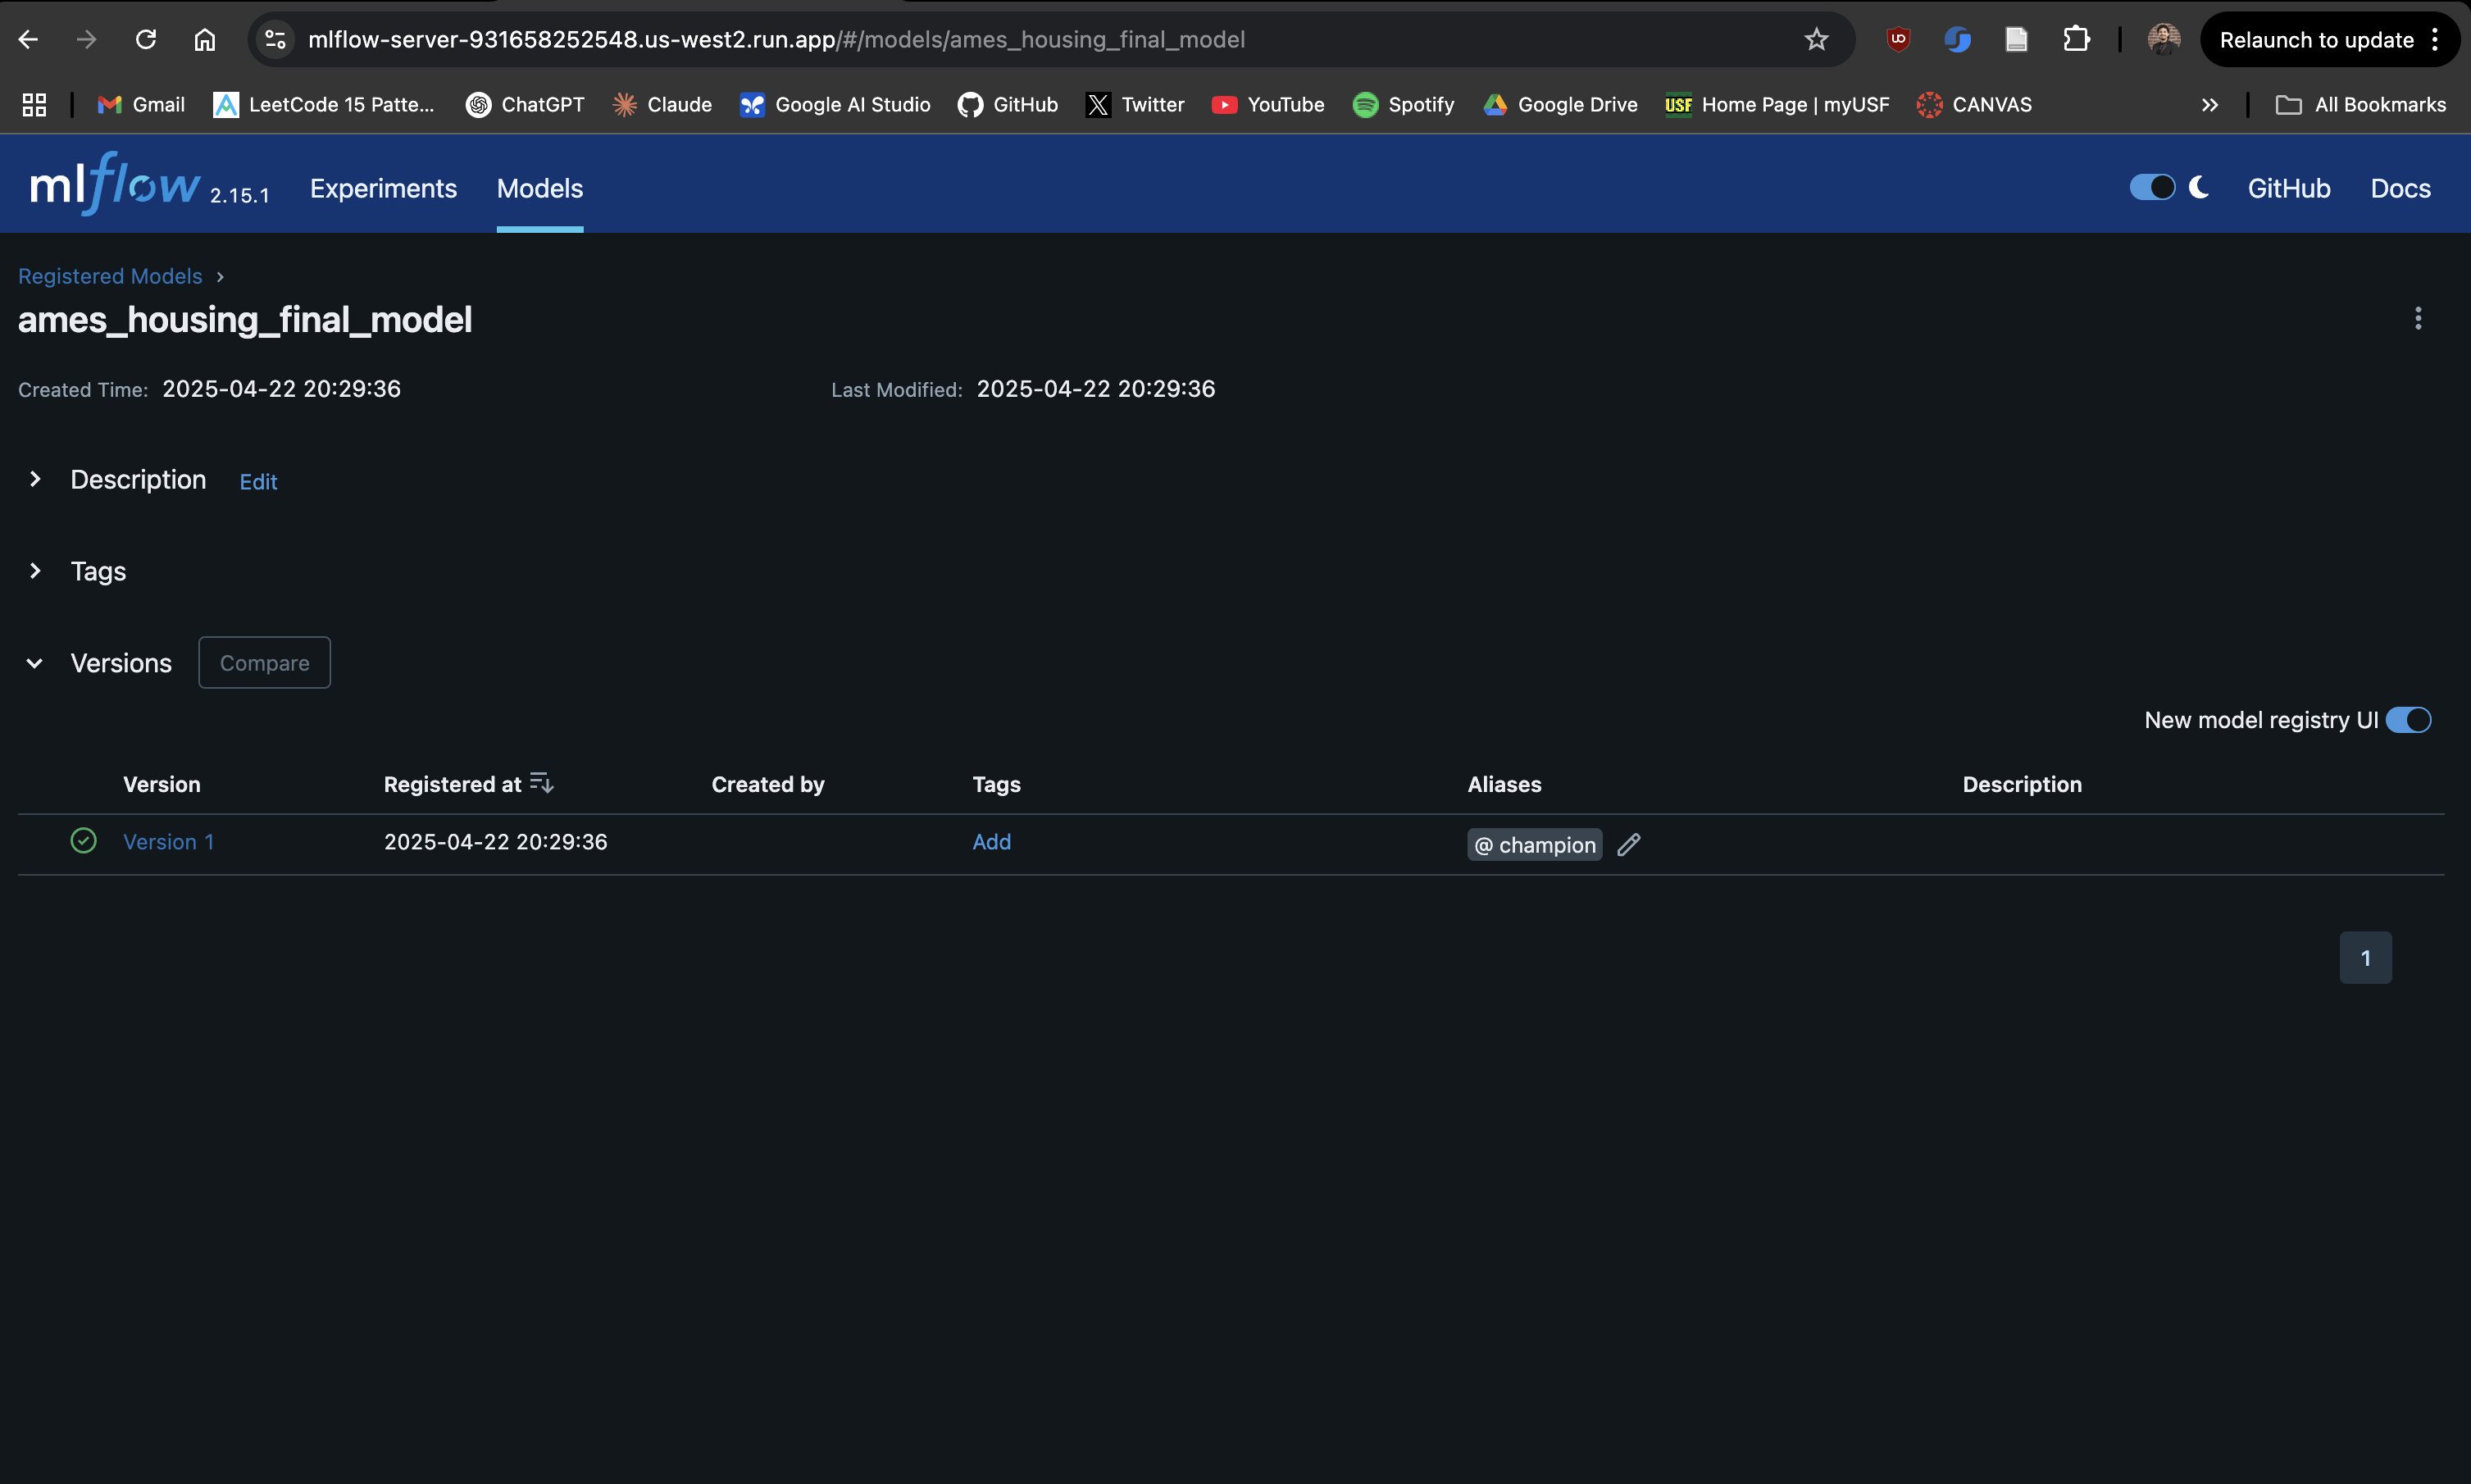 mlflow-server-931658252548.us-west2.run.app/#/models/ames_housing_final_model
Relaunch to update
Gmail LeetCode 15 Patte... ChatGPT Claude Google AI Studio GitHub Twitter YouTube Spotify Google Drive USF Home Page | myUSF CANVAS All Bookmarks
mlflow 2.15.1 Experiments Models GitHub Docs
Registered Models
ames_housing_final_model
Created Time: 2025-04-22 20:29:36 Last Modified: 2025-04-22 20:29:36
Description Edit
Tags
Versions Compare
New model registry UI
Version Registered at Created by Tags Aliases Description
Version 1 2025-04-22 20:29:36 Add @ champion
1